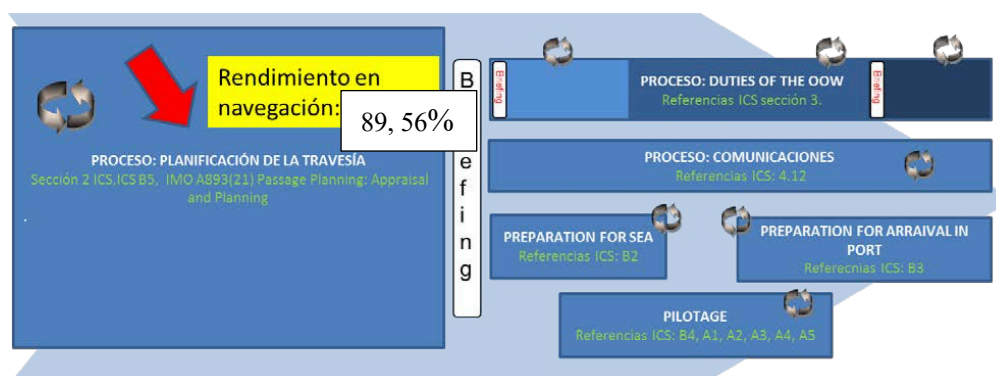 Rendimiento en
navegación:
89, 56%
PROCESO: PLANIFICACIÓN DE LA TRAVESÍA
Sección 2 ICS,ICS B5, IMO A893(21) Passage Planning: Appraisal
and Planning
.
B
efing
Briefing
PROCESO: DUTIES OF THE OOW
Referencias ICS sección 3.
Briefing
PROCESO: COMUNICACIONES
Referencias ICS: 4.12
PREPARATION FOR SEA
Referencias ICS: B2
PREPARATION FOR ARRAIVAL IN
PORT
Referecnias ICS: B3
PILOTAGE
Referencias ICS: B4, A1, A2, A3, A4, A5